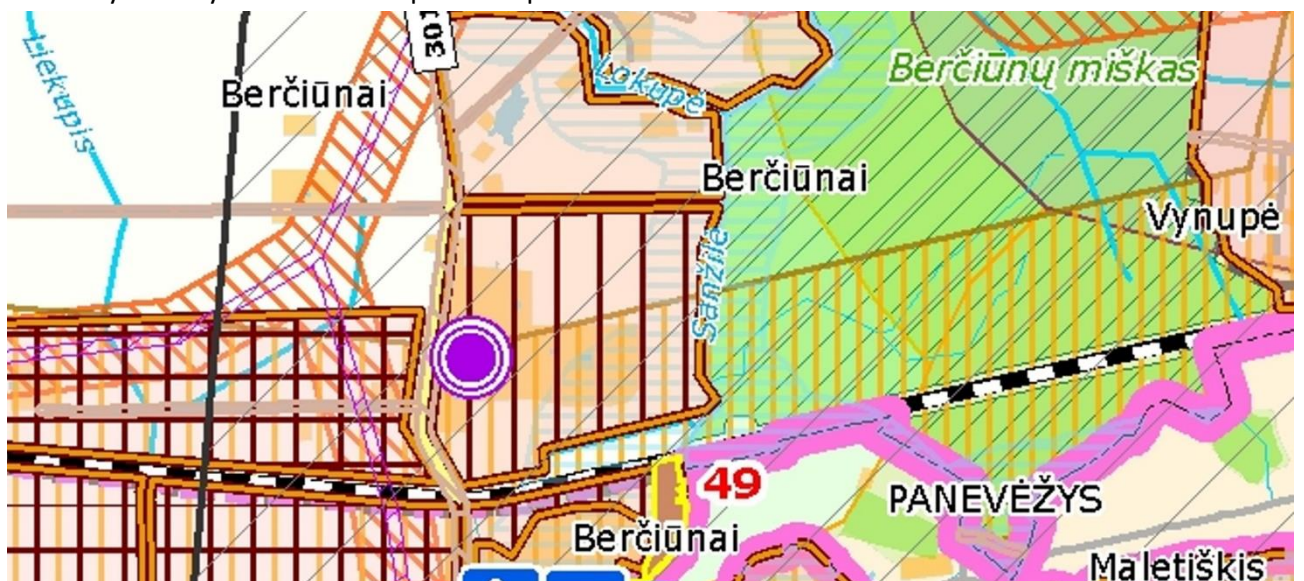 Liekupis
Berčiūnai
301
Lokupė
Berčiūnų miškas
Berčiūnai
Vynupė
Sanžilė
49
PANEVĖŽYS
Berčiūnai
Maletiškis